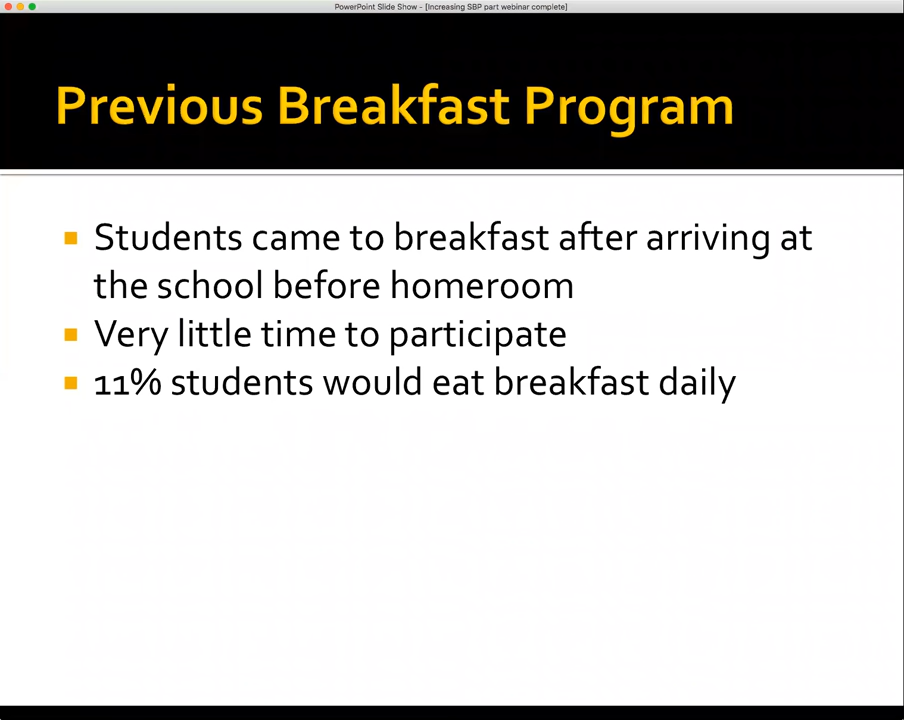 PowerPoint Slide Show - [Increasing SBP part webinar complete]
Previous Breakfast Program
Students came to breakfast after arriving at
the school before homeroom
Very little time to participate
11% students would eat breakfast daily